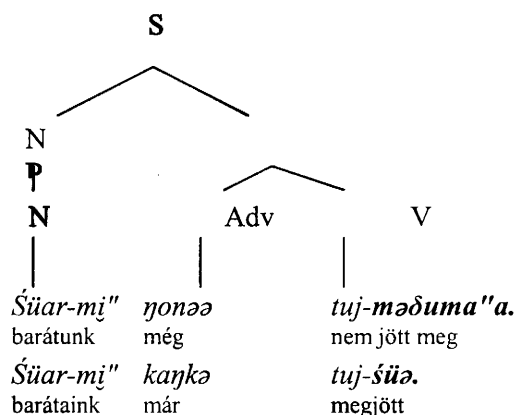 S
N
P
N Adv V
Śüar-mi̮" ŋonəə tuj-məδuma"a.
barátunk még nem jött meg
Śüar-mi̮" kaŋkə tuj-śüə.
barátaink már megjött